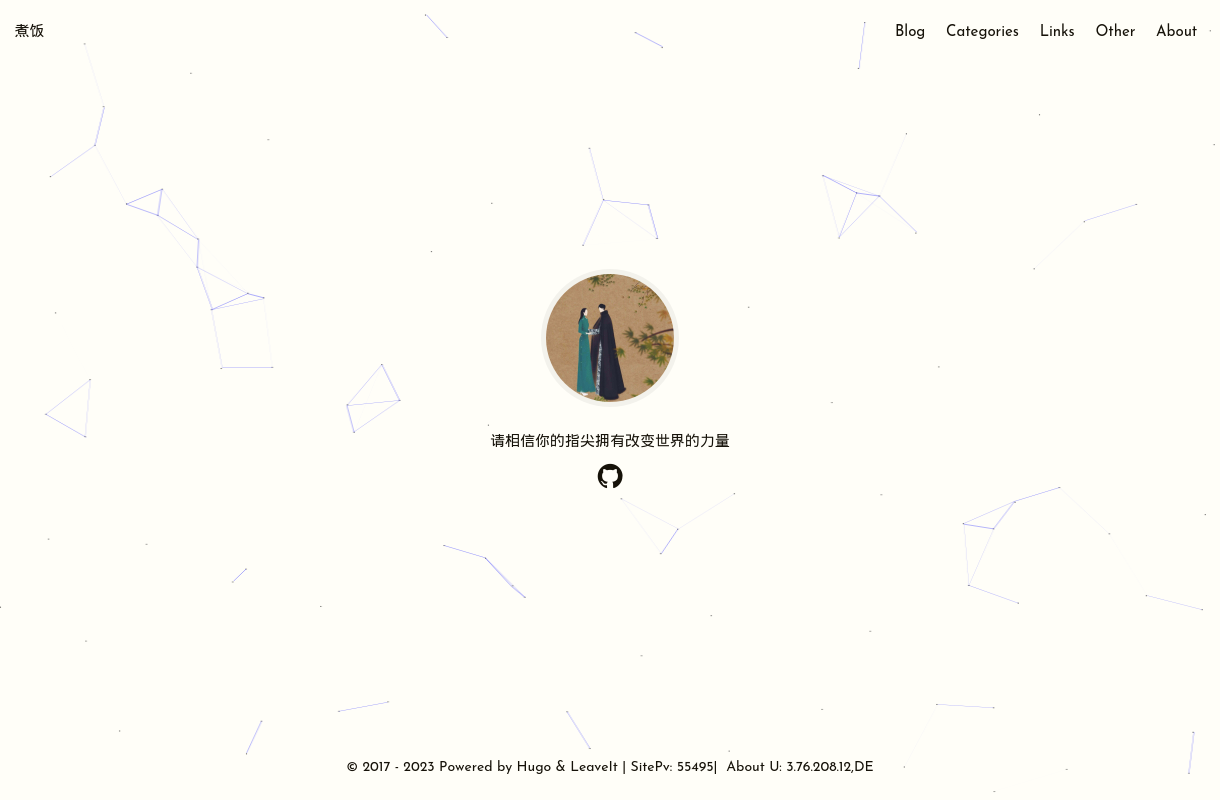 煮饭
Blog Categories Links Other About
请相信你的指尖拥有改变世界的力量
© 2017 - 2023 Powered by Hugo & LeaveIt | SitePv: 55495| About U: 3.76.208.12,DE